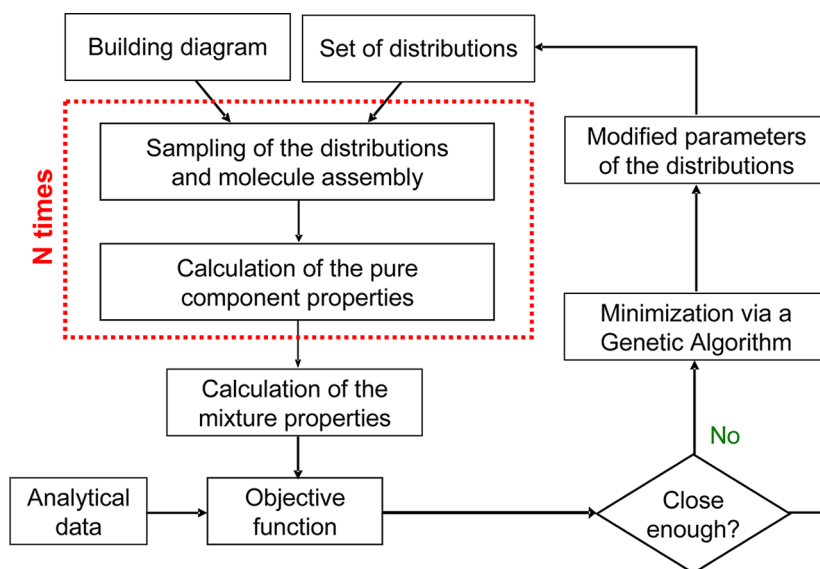 Building diagram
Set of distributions
N times
Sampling of the distributions
and molecule assembly
Calculation of the pure
component properties
Calculation of the
mixture properties
Analytical
data
Objective
function
Close
enough?
No
Minimization via a
Genetic Algorithm
Modified parameters
of the distributions